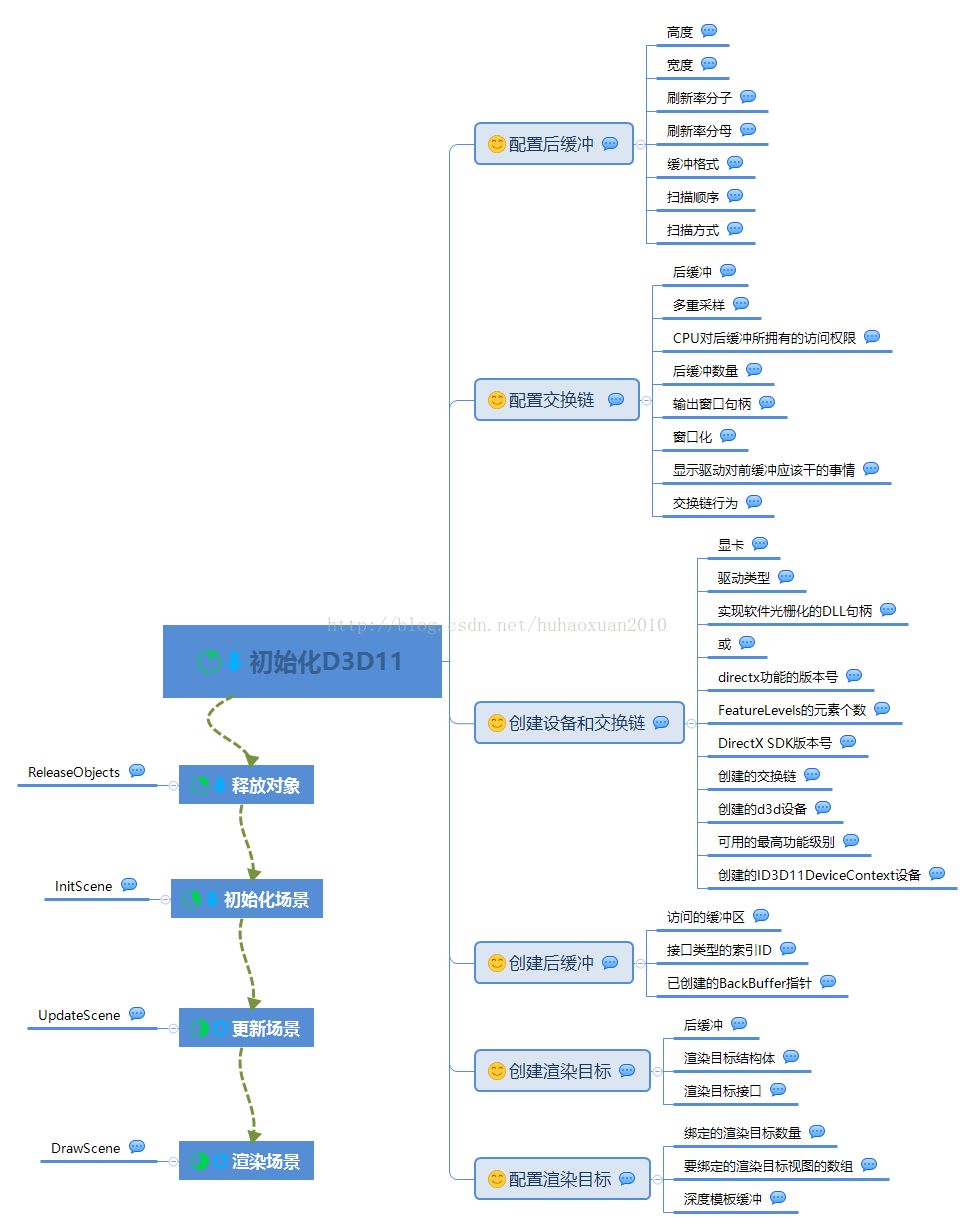 高度
宽度
刷新率分子
刷新率分母
配置后缓冲
缓冲格式
扫描顺序
扫描方式
后缓冲
多重采样
CPU对后缓冲所拥有的访问权限
后缓冲数量
配置交换链
输出窗口句柄
窗口化
显示驱动对前缓冲应该干的事情
交换链行为
显卡
驱动类型
实现软件光栅化的DLL句柄
http://blog.csdn.net/huhaoxuan2010
或
初始化D3D11
directx功能的版本号
FeatureLevels的元素个数
创建设备和交换链
DirectX SDK版本号
创建的交换链
创建的d3d设备
可用的最高功能级别
创建的ID3D11DeviceContext设备
ReleaseObjects
释放对象
InitScene
初始化场景
访问的缓冲区
接口类型的索引ID
创建后缓冲
已创建的BackBuffer指针
UpdateScene
更新场景
后缓冲
渲染目标结构体
创建渲染目标
渲染目标接口
DrawScene
渲染场景
绑定的渲染目标数量
要绑定的渲染目标视图的数组
配置渲染目标
深度模板缓冲